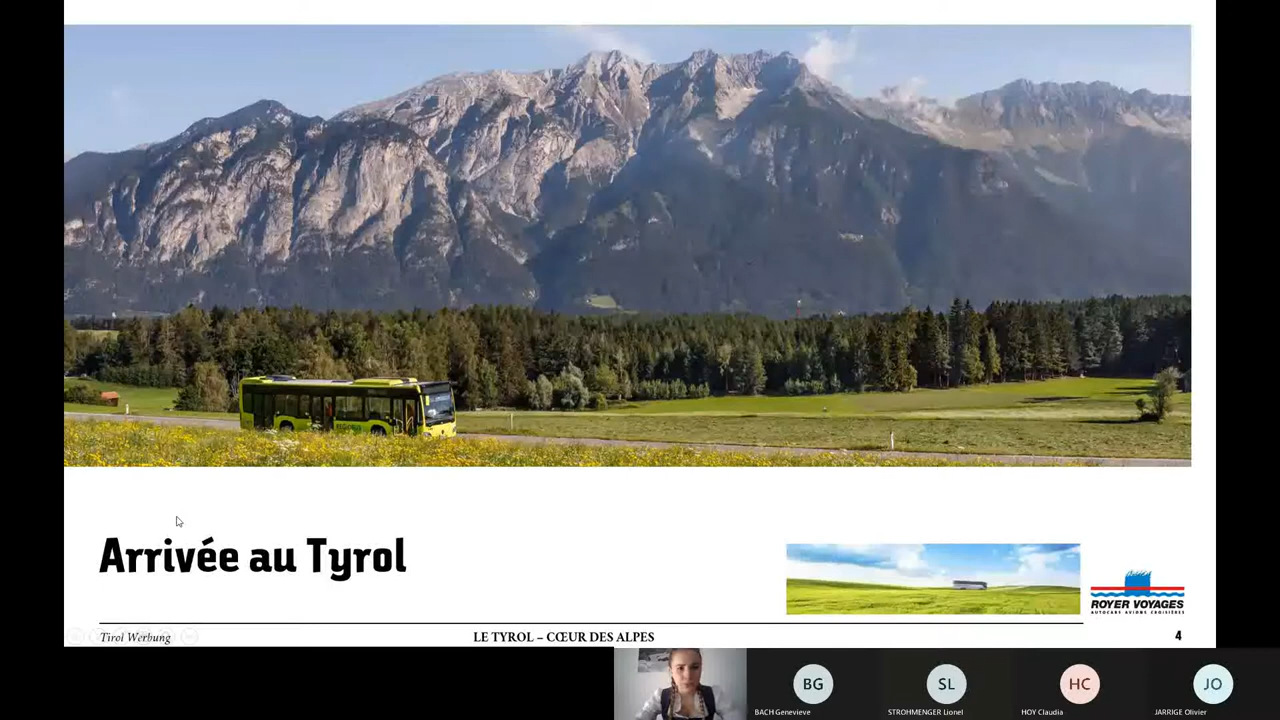 Arrivée au Tyrol
ROYER VOYAGES
AUTOCARS AVIONS CROISIÈRES
Tirol Werbung
LE TYROL – CŒUR DES ALPES
4
BG
SL
HC
JO
BACH Genevieve
STROHMENGER Lionel
HOY Claudia
JARRIGE Olivier